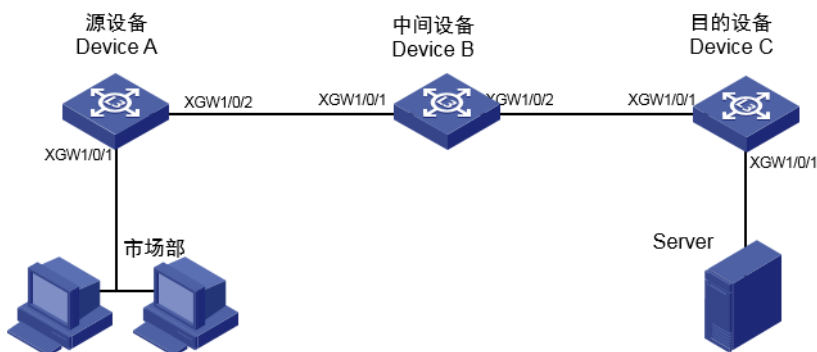 源设备
Device A
中间设备
Device B
目的设备
Device C
XGW1/0/2
XGW1/0/1
XGW1/0/2
XGW1/0/1
XGW1/0/1
XGW1/0/1
市场部
Server